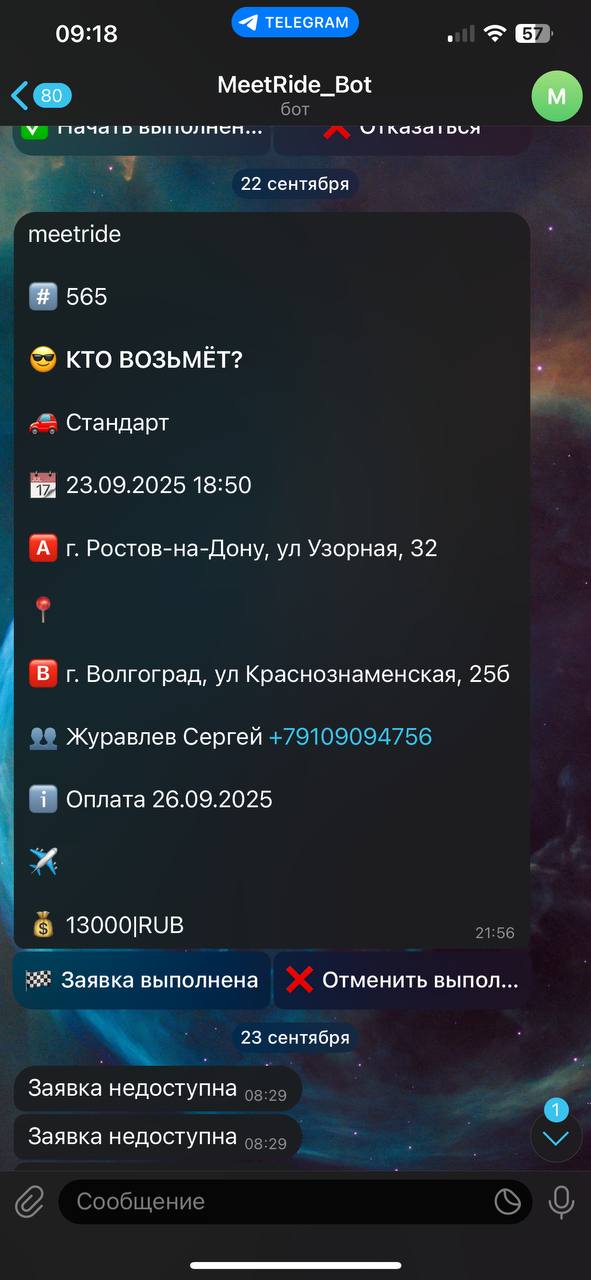 09:18
TELEGRAM
57
80
MeetRide_Bot
бот
M
Начать выполнен...
Отказаться
22 сентября
meetride
# 565
КТО ВОЗЬМЁТ?
Стандарт
23.09.2025 18:50
A г. Ростов-на-Дону, ул Узорная, 32
B г. Волгоград, ул Краснознаменская, 25б
Журавлев Сергей +79109094756
Оплата 26.09.2025
13000|RUB
21:56
Заявка выполнена
Отменить выпол...
23 сентября
Заявка недоступна 08:29
Заявка недоступна 08:29
1
Сообщение